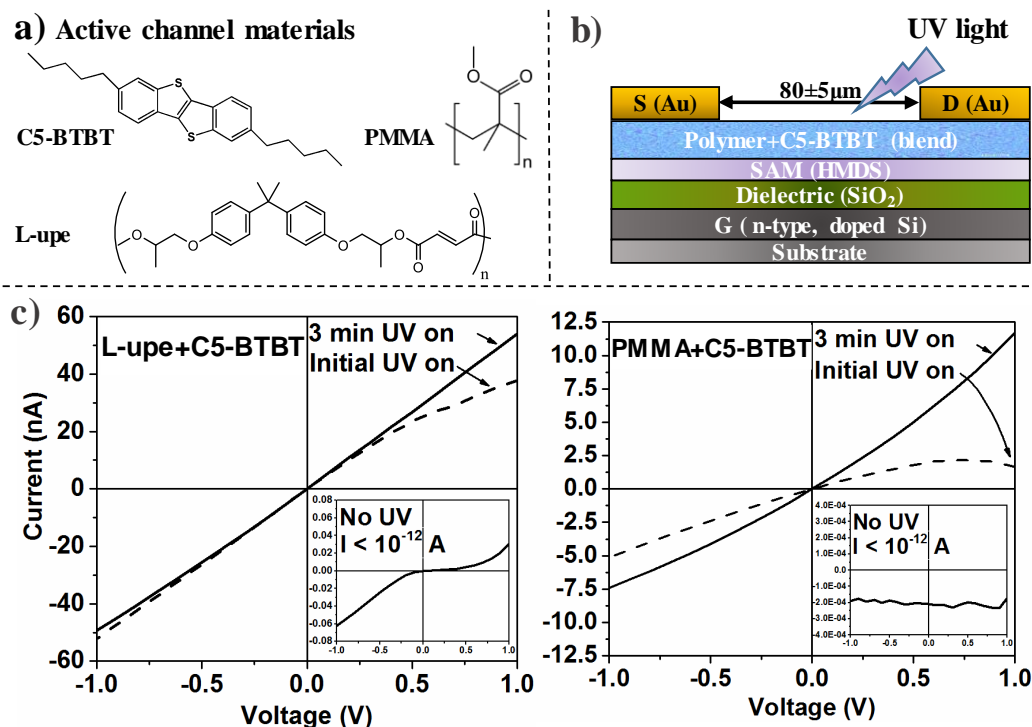 a) Active channel materials
S
S
C5-BTBT
O
O
n
PMMA
L-upe
O
O
O
O
O
O
n
b)
UV light
80±5μm
S (Au)
D (Au)
Polymer+C5-BTBT (blend)
SAM (HMDS)
Dielectric (SiO₂)
G ( n-type, doped Si)
Substrate
c)
Current (nA)
60
40
20
0
-20
-40
-60
-1.0
-0.5
0.0
0.5
1.0
Voltage (V)
L-upe+C5-BTBT
3 min UV on
Initial UV on
No UV
I < 10⁻¹² A
0.08
0.06
0.04
0.02
0.00
-0.02
-0.04
-0.06
-0.08
-1.0
-0.5
0.0
0.5
1.0
12.5
10.0
7.5
5.0
2.5
0.0
-2.5
-5.0
-7.5
-10.0
-12.5
-1.0
-0.5
0.0
0.5
1.0
Voltage (V)
PMMA+C5-BTBT
3 min UV on
Initial UV on
No UV
I < 10⁻¹² A
4.0E-04
3.0E-04
2.0E-04
1.0E-04
0.0
-1.0E-04
-2.0E-04
-3.0E-04
-4.0E-04
-1.0
-0.5
0.0
0.5
1.0